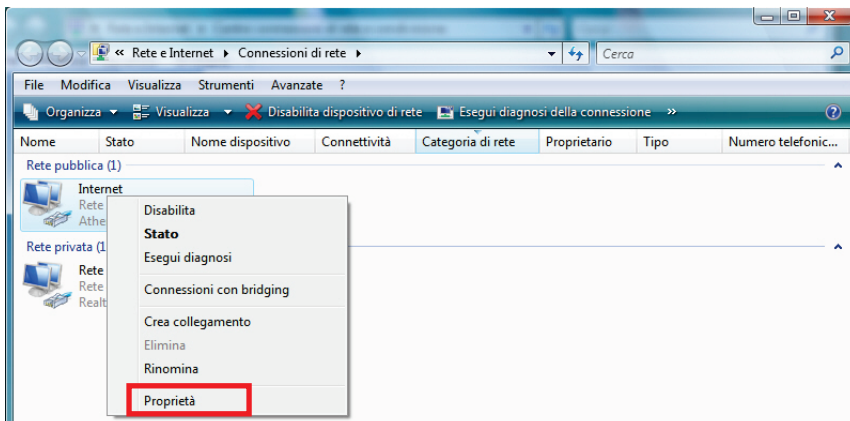 « Rete e Internet ▸ Connessioni di rete ▸
Cerca
File Modifica Visualizza Strumenti Avanzate ?
Organizza Visualizza Disabilita dispositivo di rete Esegui diagnosi della connessione »
Nome Stato Nome dispositivo Connettività Categoria di rete Proprietario Tipo Numero telefonic...
Rete pubblica (1)
Internet
Rete
Athe
Disabilita
Stato
Esegui diagnosi
Rete privata (1
Rete
Rete
Realt
Connessioni con bridging
Crea collegamento
Elimina
Rinomina
Proprietà